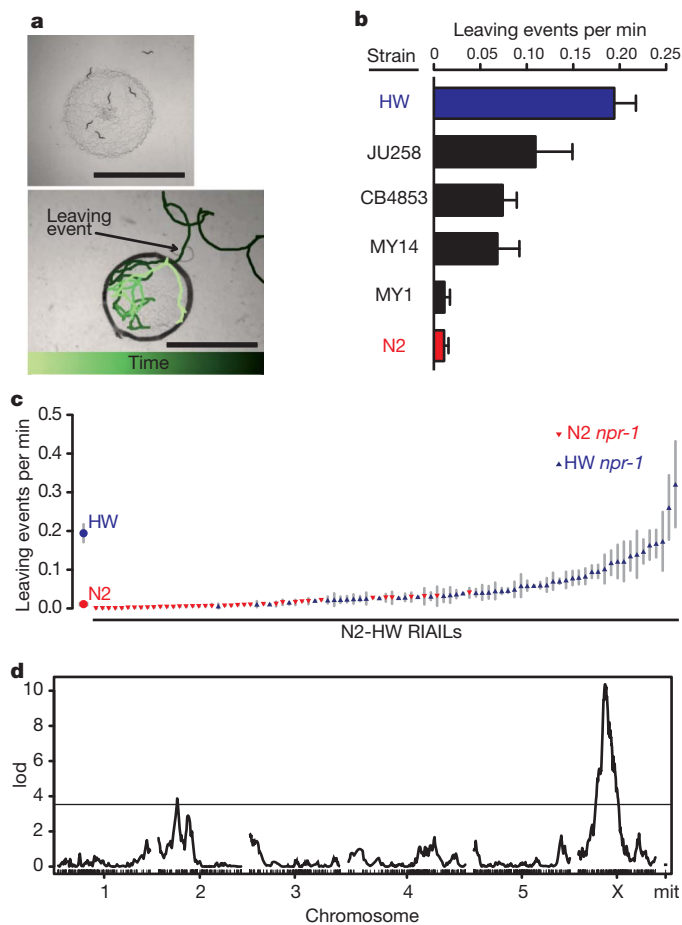 a
Leaving
event
Time
b
Leaving events per min
Strain
0 0.05 0.10 0.15 0.20 0.25
HW
JU258
CB4853
MY14
MY1
N2
c
Leaving events per min
0.5
0.4
0.3
0.2
0.1
0.0
HW
N2
N2 npr-1
HW npr-1
N2-HW RIAILs
d
lod
10
8
6
4
2
0
1 2 3 4 5 X mit
Chromosome